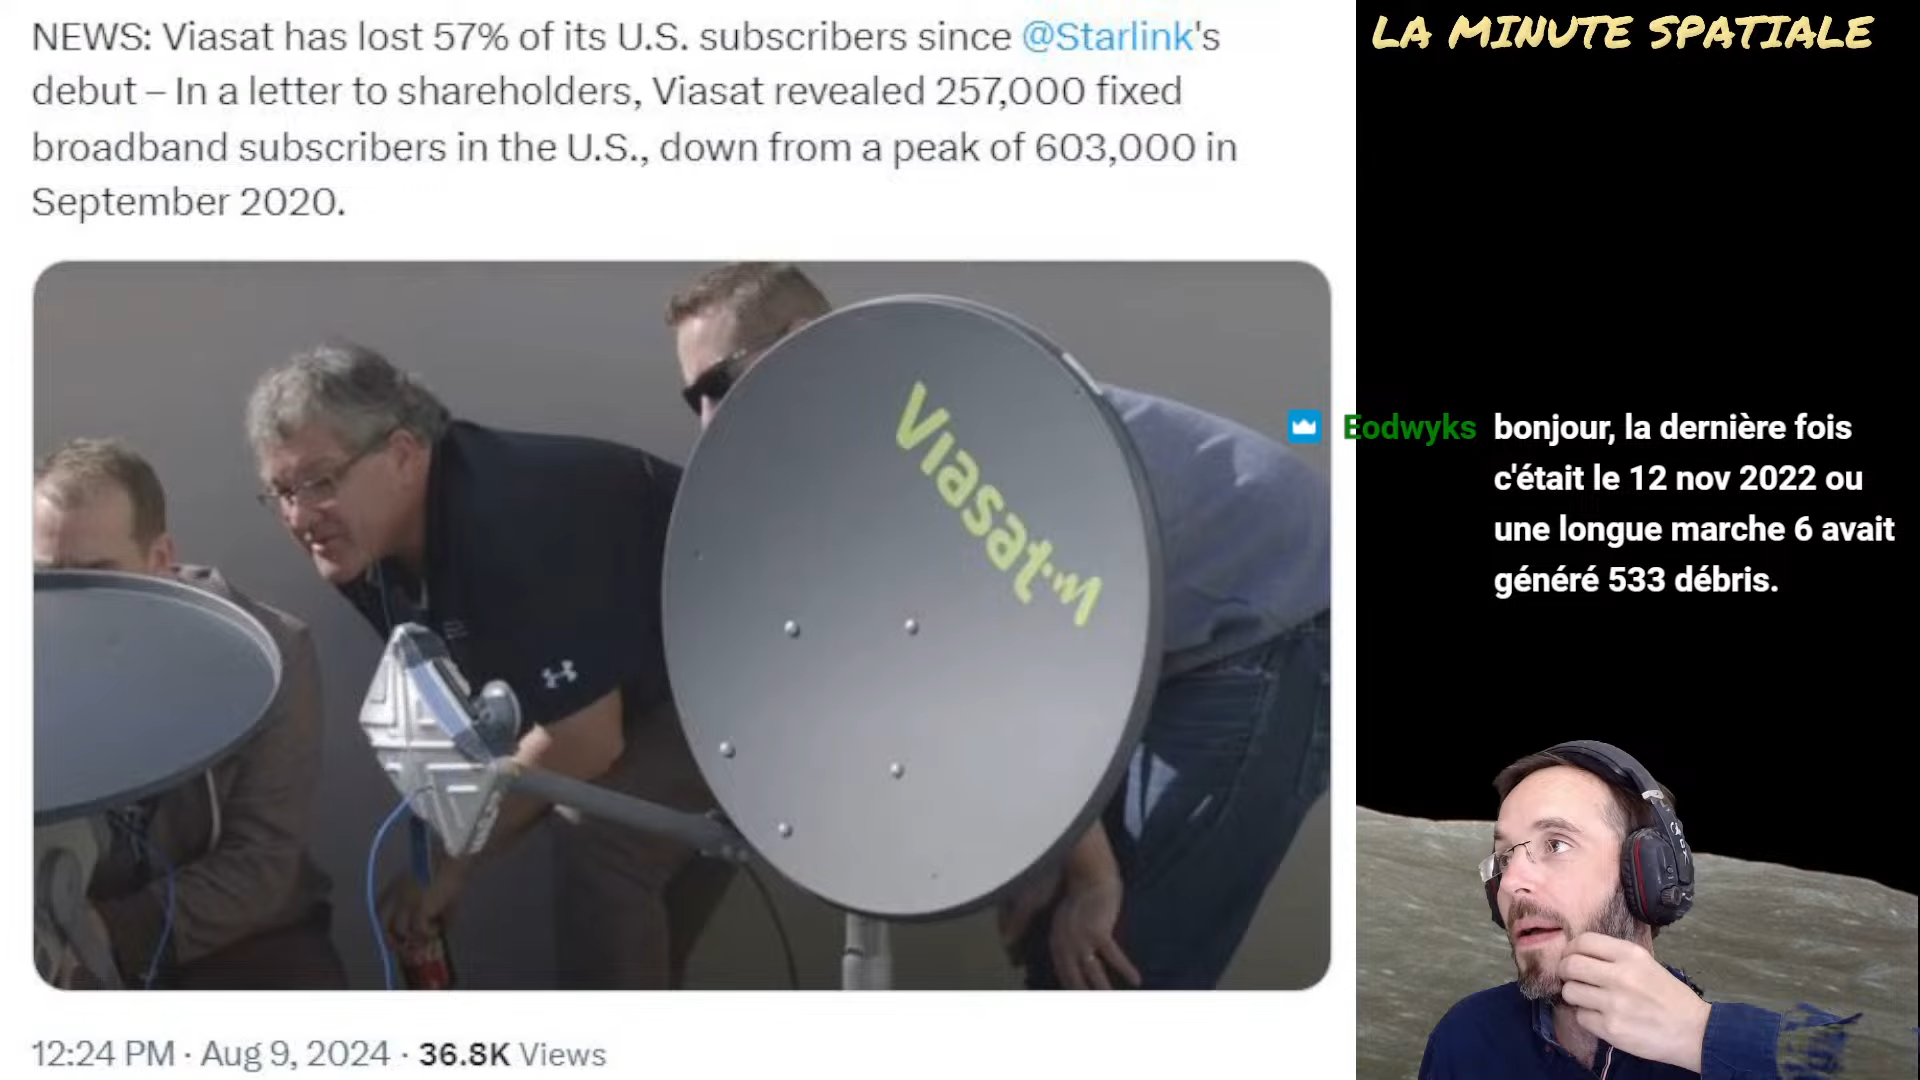 NEWS: Viasat has lost 57% of its U.S. subscribers since @Starlink's
debut – In a letter to shareholders, Viasat revealed 257,000 fixed
broadband subscribers in the U.S., down from a peak of 603,000 in
September 2020.
Viasat
12:24 PM · Aug 9, 2024 · 36.8K Views
LA MINUTE SPATIALE
Eodwyks bonjour, la dernière fois
c'était le 12 nov 2022 ou
une longue marche 6 avait
généré 533 débris.